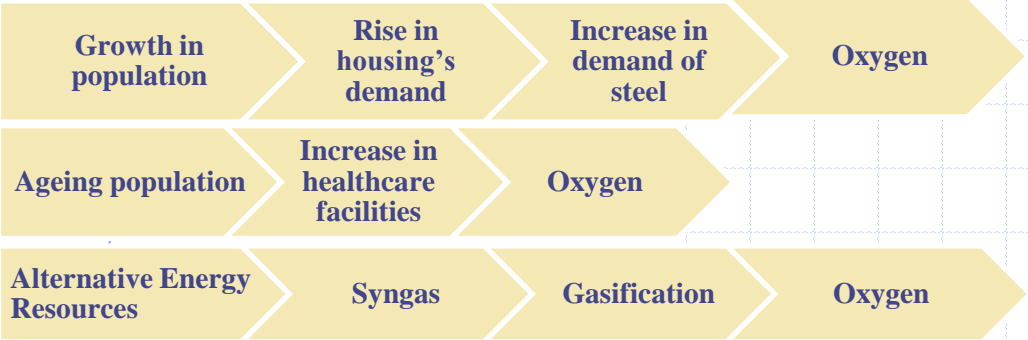 Growth in
population
Rise in
housing's
demand
Increase in
demand of
steel
Oxygen
Ageing population
Increase in
healthcare
facilities
Oxygen
Alternative Energy
Resources
Syngas
Gasification
Oxygen